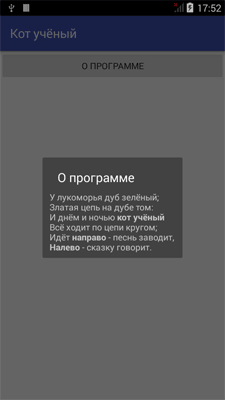 17:52
Кот учёный
О ПРОГРАММЕ
О программе
У лукоморья дуб зелёный;
Златая цепь на дубе том:
И днём и ночью кот учёный
Всё ходит по цепи кругом;
Идёт направо - песнь заводит,
Налево - сказку говорит.